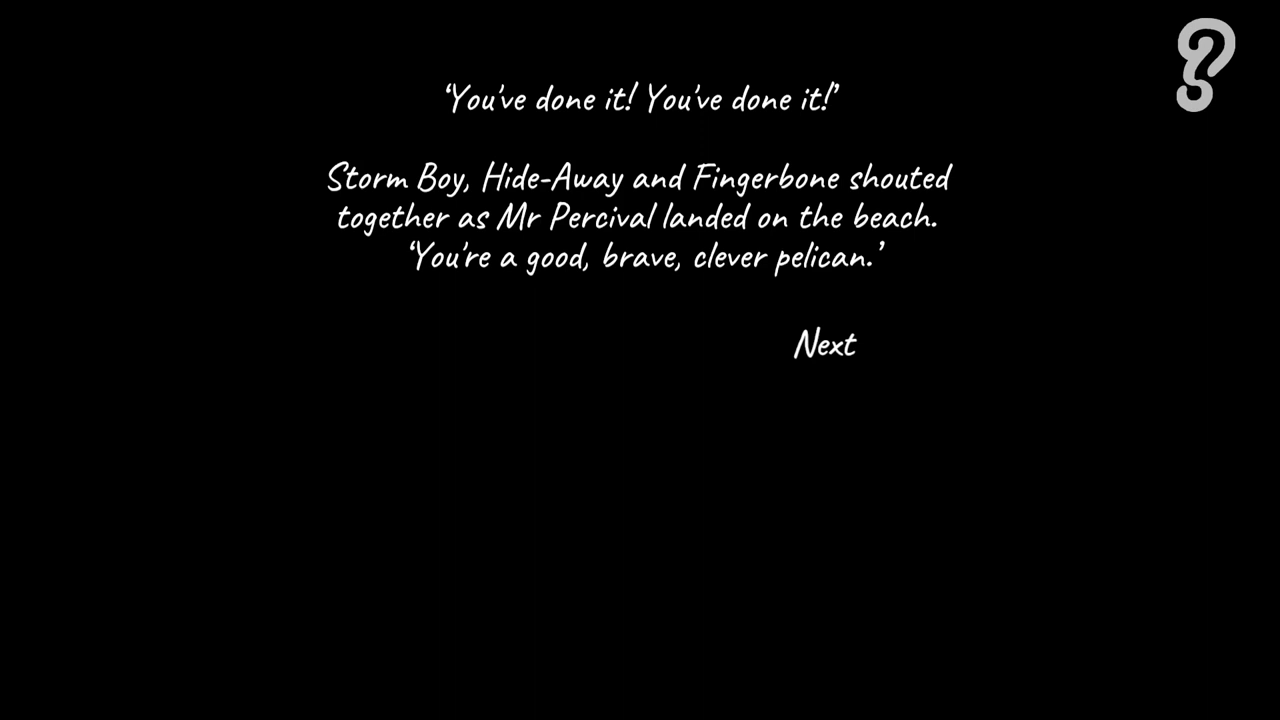 ‘You've done it! You've done it!’
Storm Boy, Hide-Away and Fingerbone shouted
together as Mr Percival landed on the beach.
‘You're a good, brave, clever pelican.’
Next
?